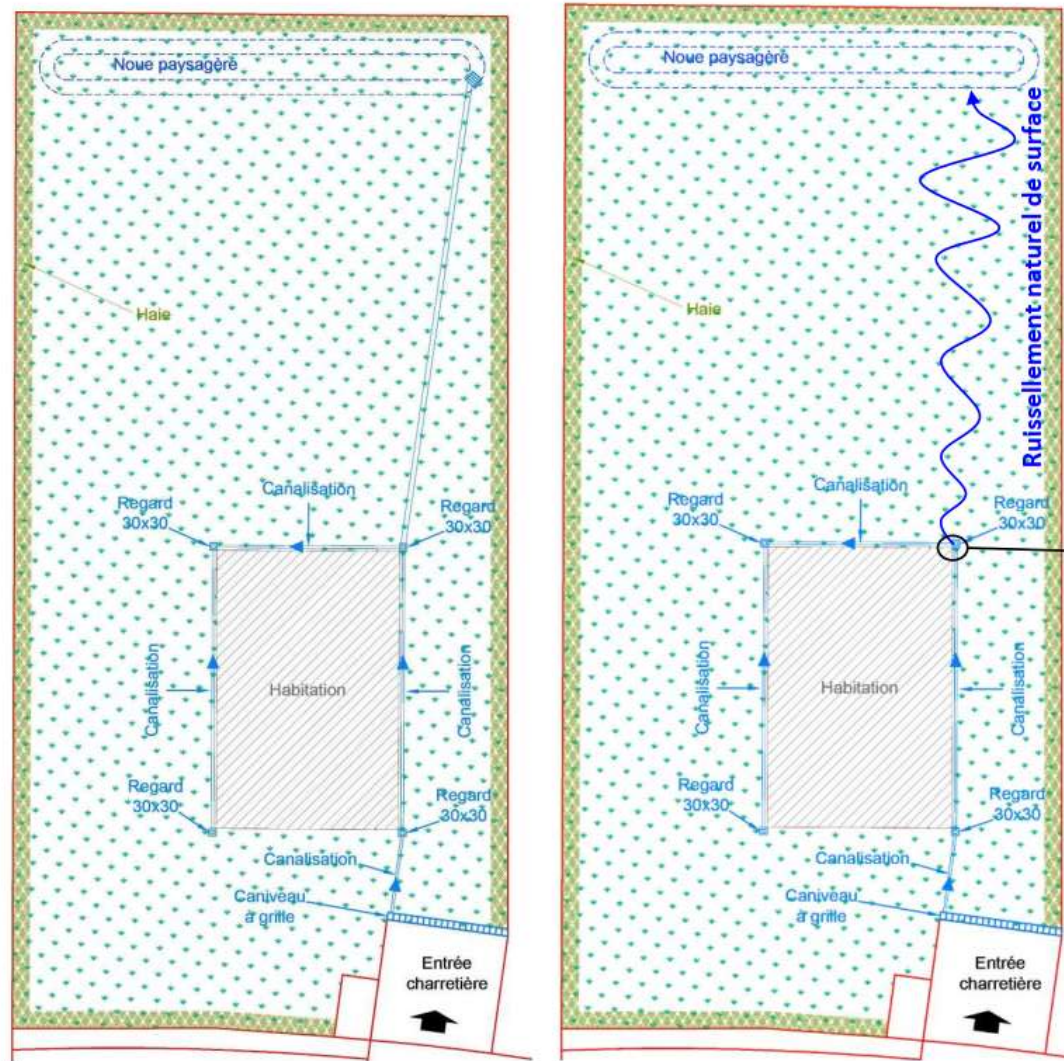 Noue paysagère
Haie
Canalisation
Regard
30x30
Regard
30x30
Canalisation
Habitation
Canalisation
Regard
30x30
Regard
30x30
Canalisation
Caniveau
à grille
Entrée
charretière
Noue paysagère
Ruissellement naturel de surface
Haie
Canalisation
Regard
30x30
Regard
30x30
Canalisation
Habitation
Canalisation
Regard
30x30
Regard
30x30
Canalisation
Caniveau
à grille
Entrée
charretière